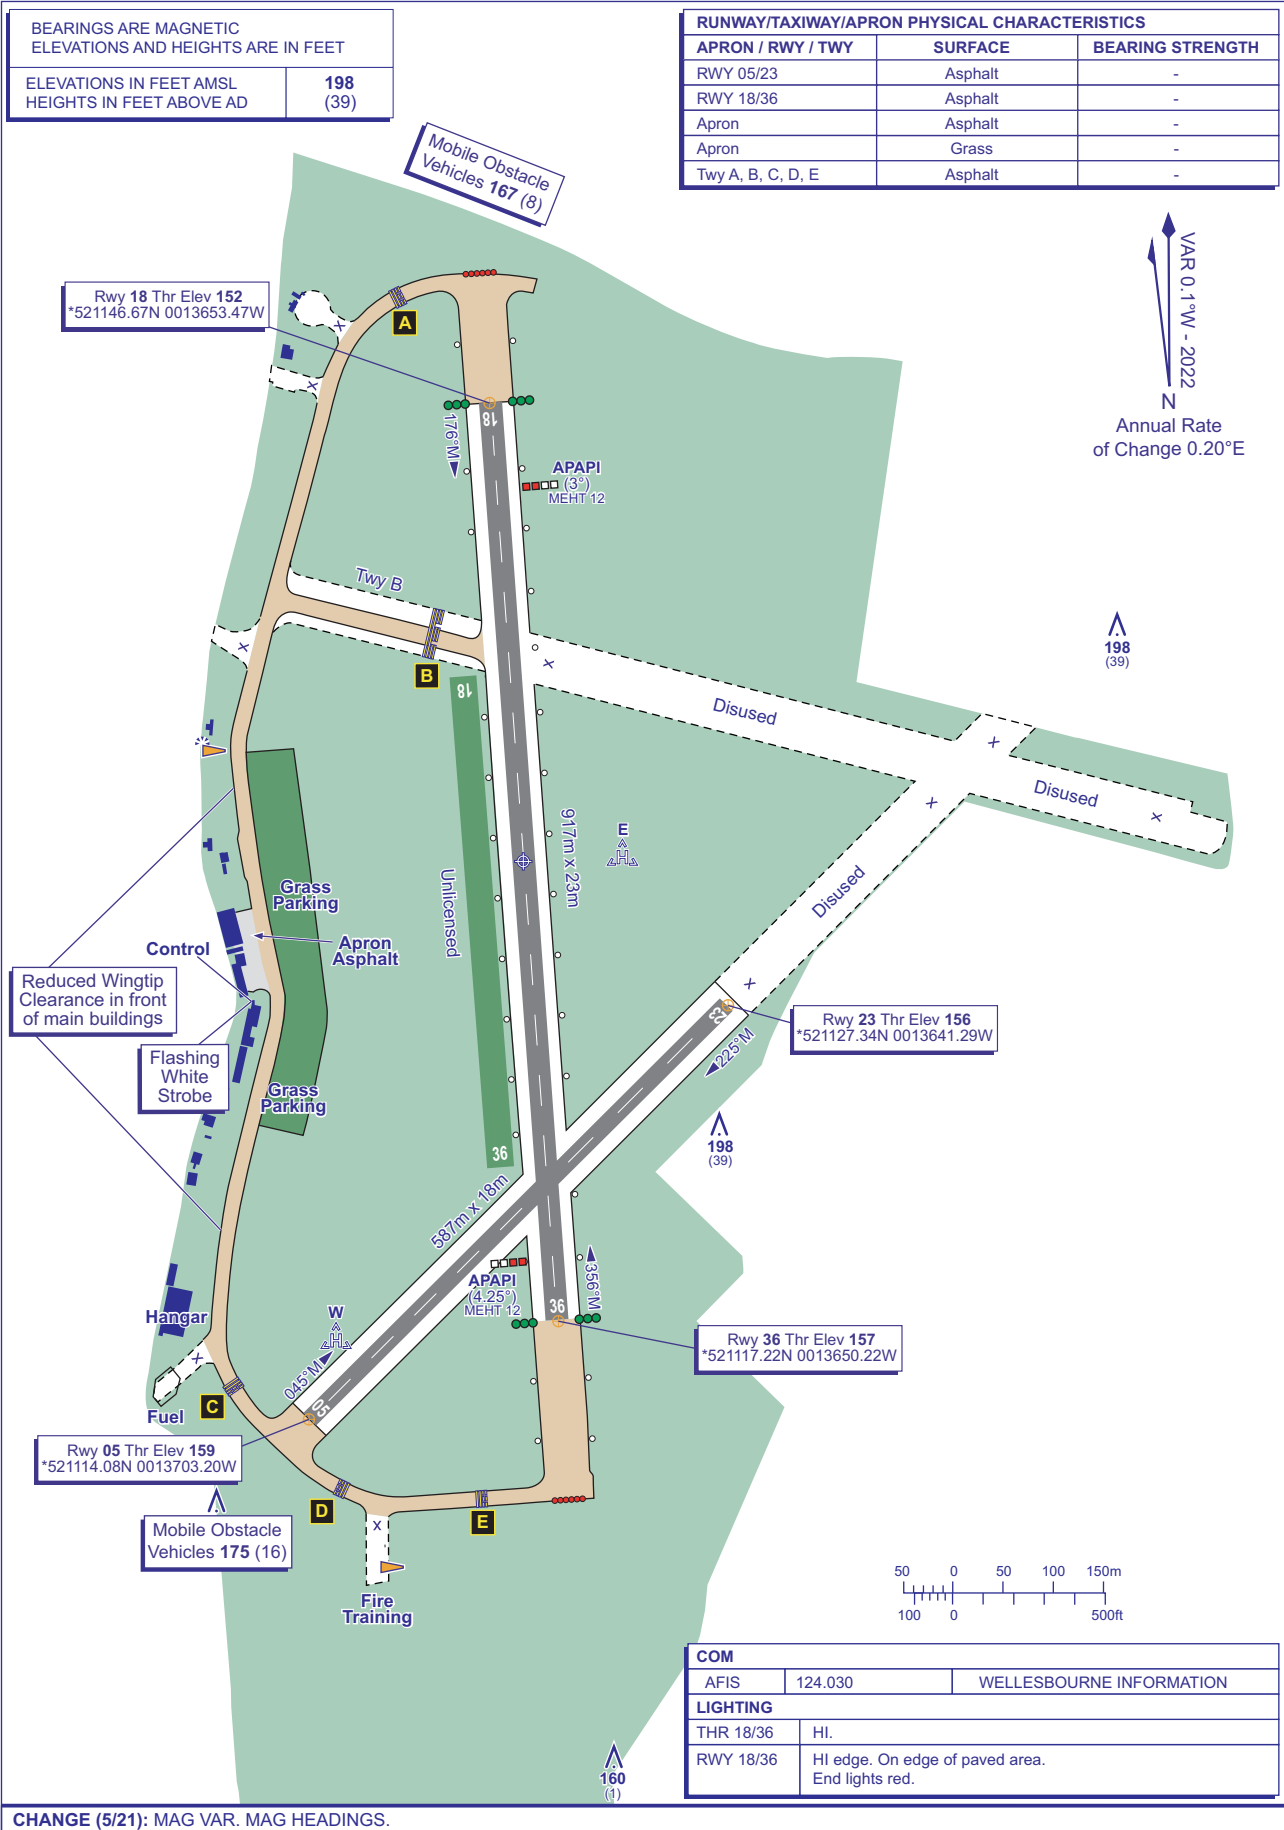 BEARINGS ARE MAGNETIC
ELEVATIONS AND HEIGHTS ARE IN FEET
ELEVATIONS IN FEET AMSL 198
HEIGHTS IN FEET ABOVE AD (39)
RUNWAY/TAXIWAY/APRON PHYSICAL CHARACTERISTICS
APRON / RWY / TWY SURFACE BEARING STRENGTH
RWY 05/23 Asphalt -
RWY 18/36 Asphalt -
Apron Asphalt -
Apron Grass -
Twy A, B, C, D, E Asphalt -
Mobile Obstacle
Vehicles 167 (8)
VAR 0.1°W - 2022
N
Annual Rate
of Change 0.20°E
Rwy 18 Thr Elev 152
*521146.67N 0013653.47W
A
x
x
18
176°M
APAPI
(3°)
MEHT 12
Twy B
B
x
x
198
(39)
18
Disused
x
Disused
x
x
917m x 23m
E
H
Unlicensed
Disused
Grass
Parking
Control
Apron
Asphalt
Reduced Wingtip
Clearance in front
of main buildings
x
23
Rwy 23 Thr Elev 156
*521127.34N 0013641.29W
225°M
Flashing
White
Strobe
Grass
Parking
198
(39)
36
587m x 18m
APAPI
(4.25°)
MEHT 12
356°M
36
Hangar
W
H
045°M
Rwy 36 Thr Elev 157
*521117.22N 0013650.22W
x
C
Fuel
05
Rwy 05 Thr Elev 159
*521114.08N 0013703.20W
D
E
x
Mobile Obstacle
Vehicles 175 (16)
Fire
Training
50 0 50 100 150m
100 0 500ft
COM
AFIS 124.030 WELLESBOURNE INFORMATION
LIGHTING
THR 18/36 HI.
RWY 18/36 HI edge. On edge of paved area.
End lights red.
160
(1)
CHANGE (5/21): MAG VAR. MAG HEADINGS.